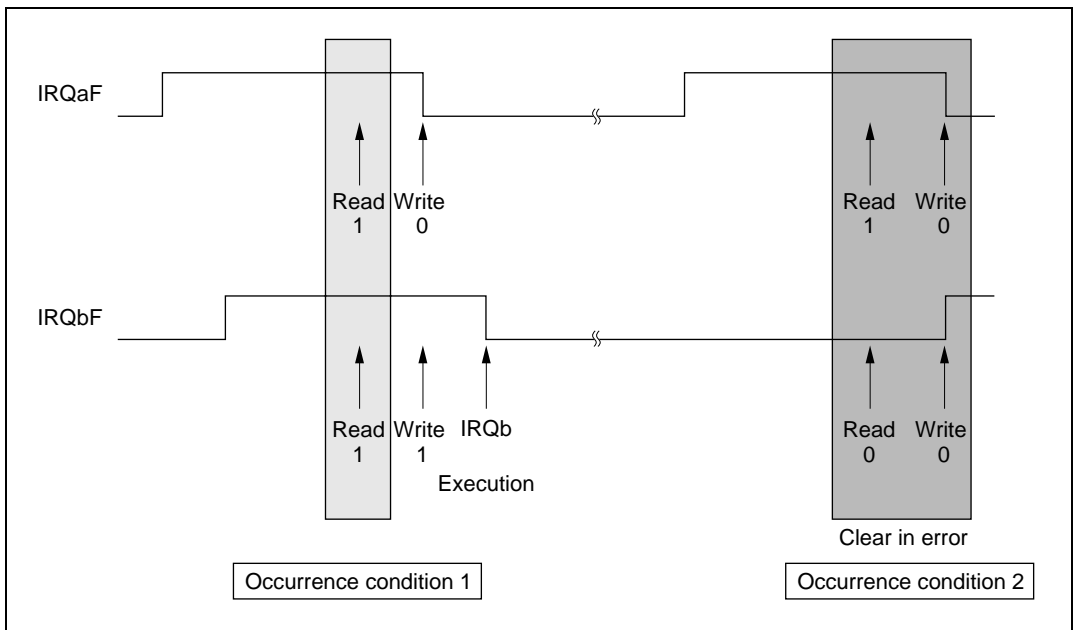 IRQaF
Read Write Read Write
1 0 1 0
IRQbF
Read Write IRQb Read Write
1 1 0 0
Execution
Clear in error
Occurrence condition 1 Occurrence condition 2